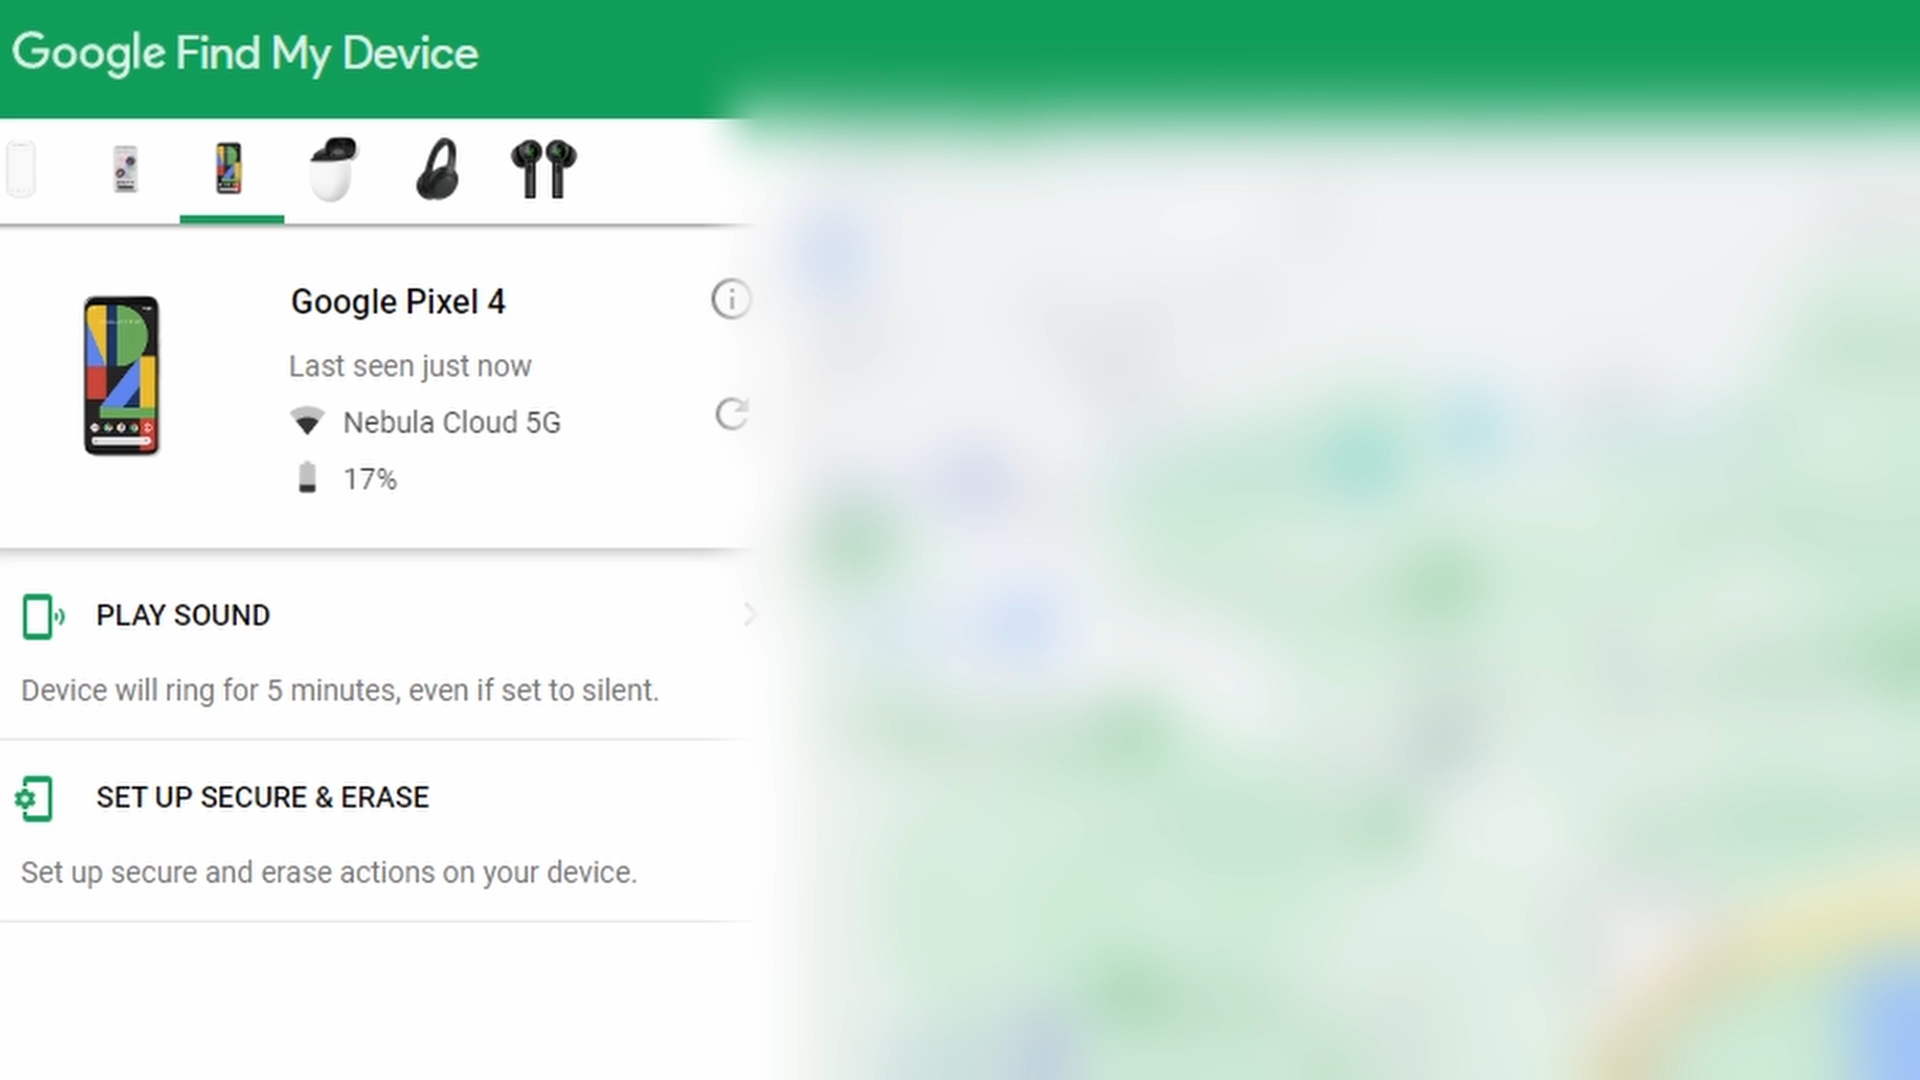 Google Find My Device
Google Pixel 4
Last seen just now
Nebula Cloud 5G
17%
PLAY SOUND
Device will ring for 5 minutes, even if set to silent.
SET UP SECURE & ERASE
Set up secure and erase actions on your device.